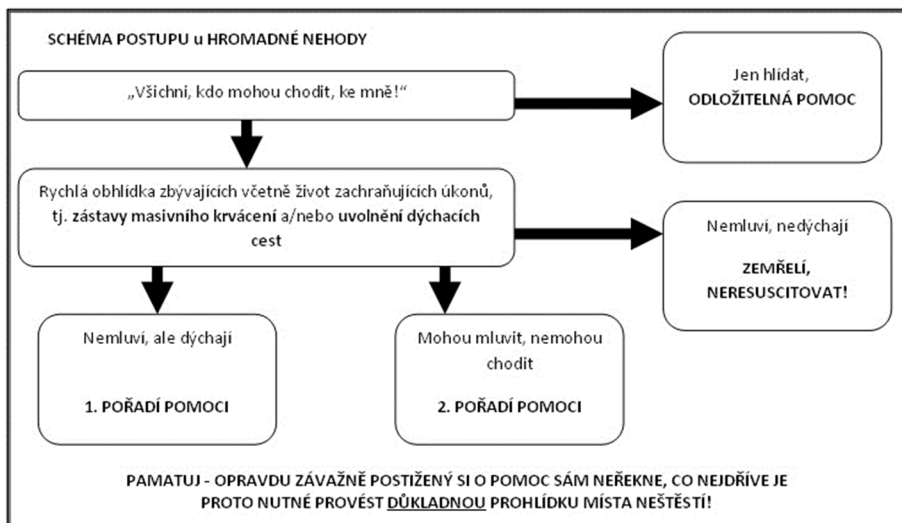 SCHÉMA POSTUPU u HROMADNÉ NEHODY
„Všichni, kdo mohou chodit, ke mně!“
Jen hlídat,
ODLOŽITELNÁ POMOC
Rychlá obhlídka zbývajících včetně život zachraňujících úkonů,
tj. zástavy masivního krvácení a/nebo uvolnění dýchacích
cest
Nemluví, nedýchají
ZEMŘELÍ,
NERESUSCITOVAT!
Nemluví, ale dýchají
1. POŘADÍ POMOCI
Mohou mluvit, nemohou
chodit
2. POŘADÍ POMOCI
PAMATUJ - OPRAVDU ZÁVAŽNĚ POSTIŽENÝ SI O POMOC SÁM NEŘEKNE, CO NEJDŘÍVE JE
PROTO NUTNÉ PROVÉST DŮKLADNOU PROHLÍDKU MÍSTA NEŠTĚSTÍ!